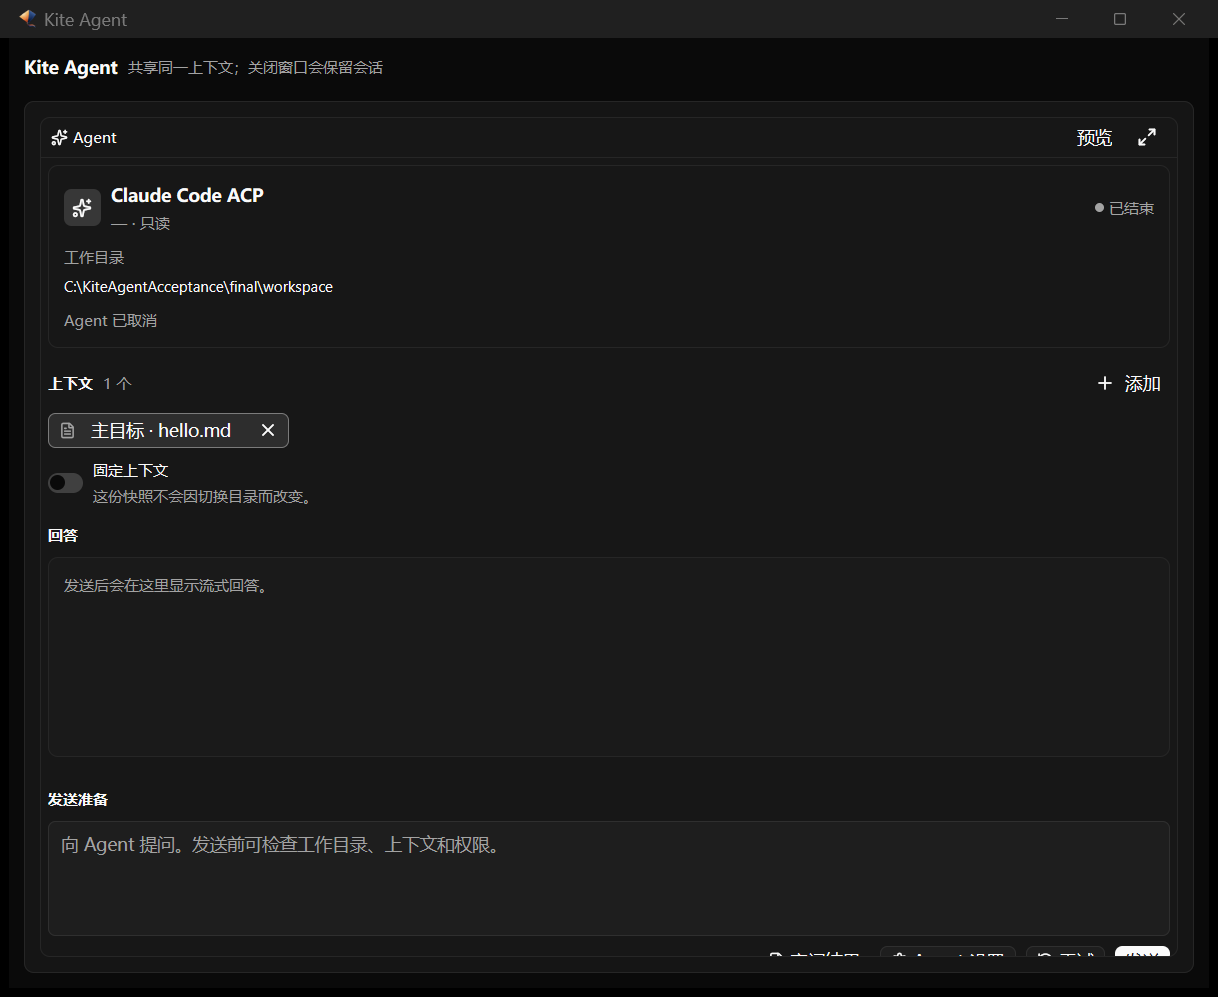 Kite Agent
Kite Agent 共享同一上下文；关闭窗口会保留会话
Agent 预览
Claude Code ACP
— · 只读
已结束
工作目录
C:\KiteAgentAcceptance\final\workspace
Agent 已取消
上下文 1 个
添加
主目标 · hello.md
固定上下文
这份快照不会因切换目录而改变。
回答
发送后会在这里显示流式回答。
发送准备
向 Agent 提问。发送前可检查工作目录、上下文和权限。